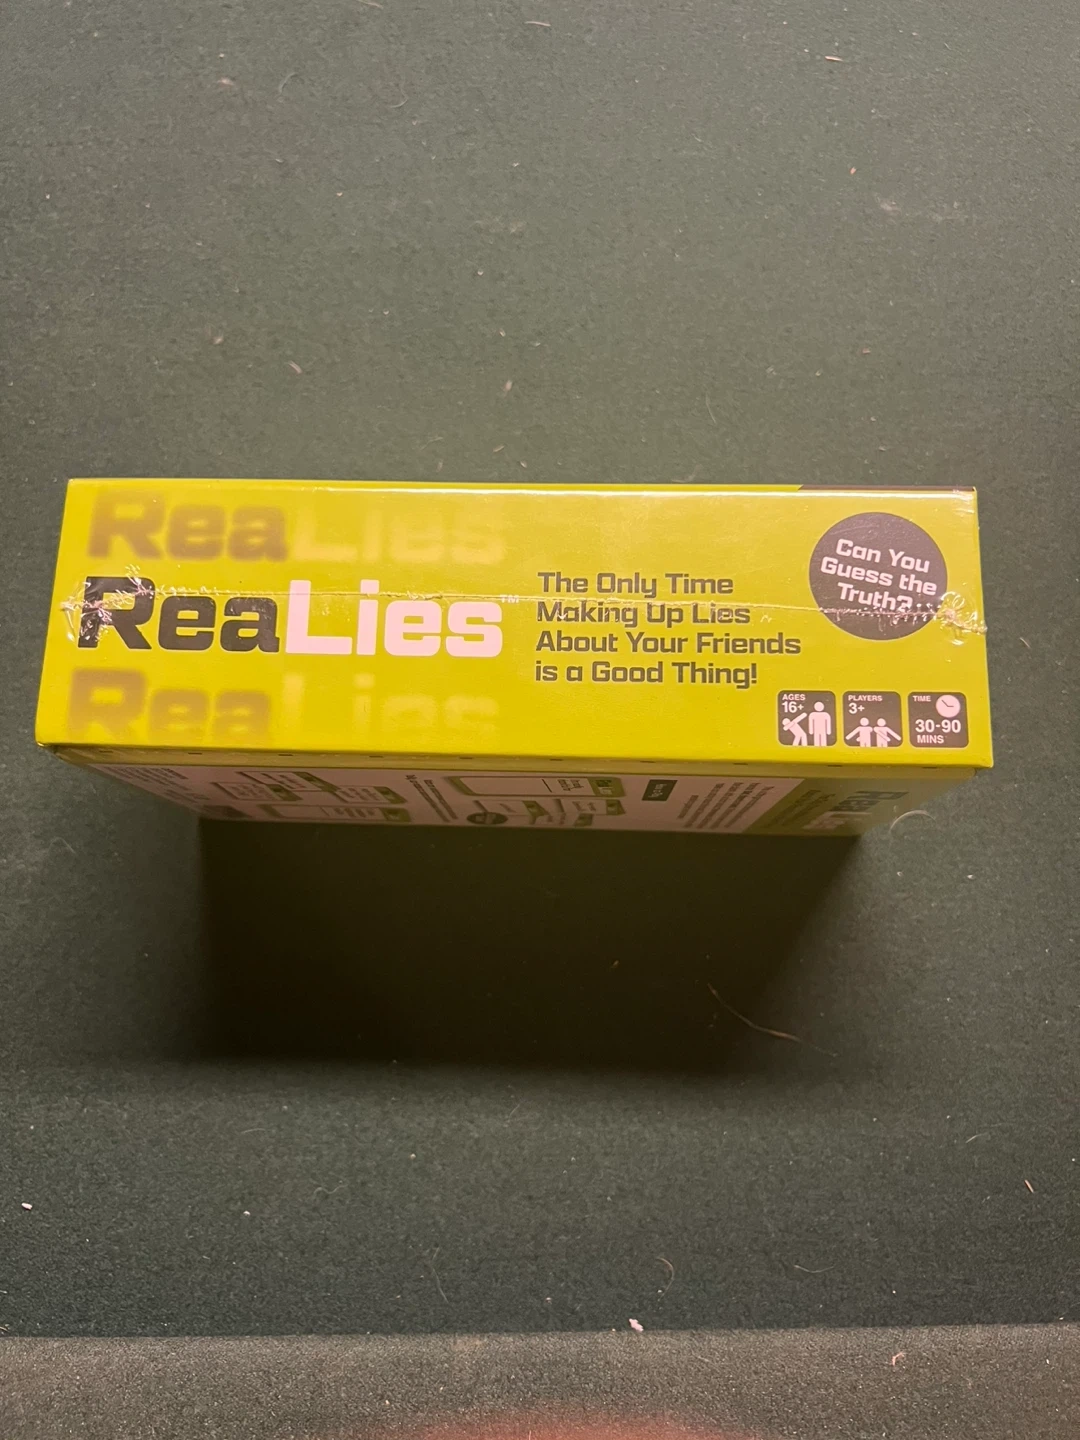 ReaLies
ReaLies™
ReaLies
The Only Time
Making Up Lies
About Your Friends
is a Good Thing!
Can You
Guess the
Truth?...
AGES
16+
PLAYERS
3+
TIME
30-90
MINS